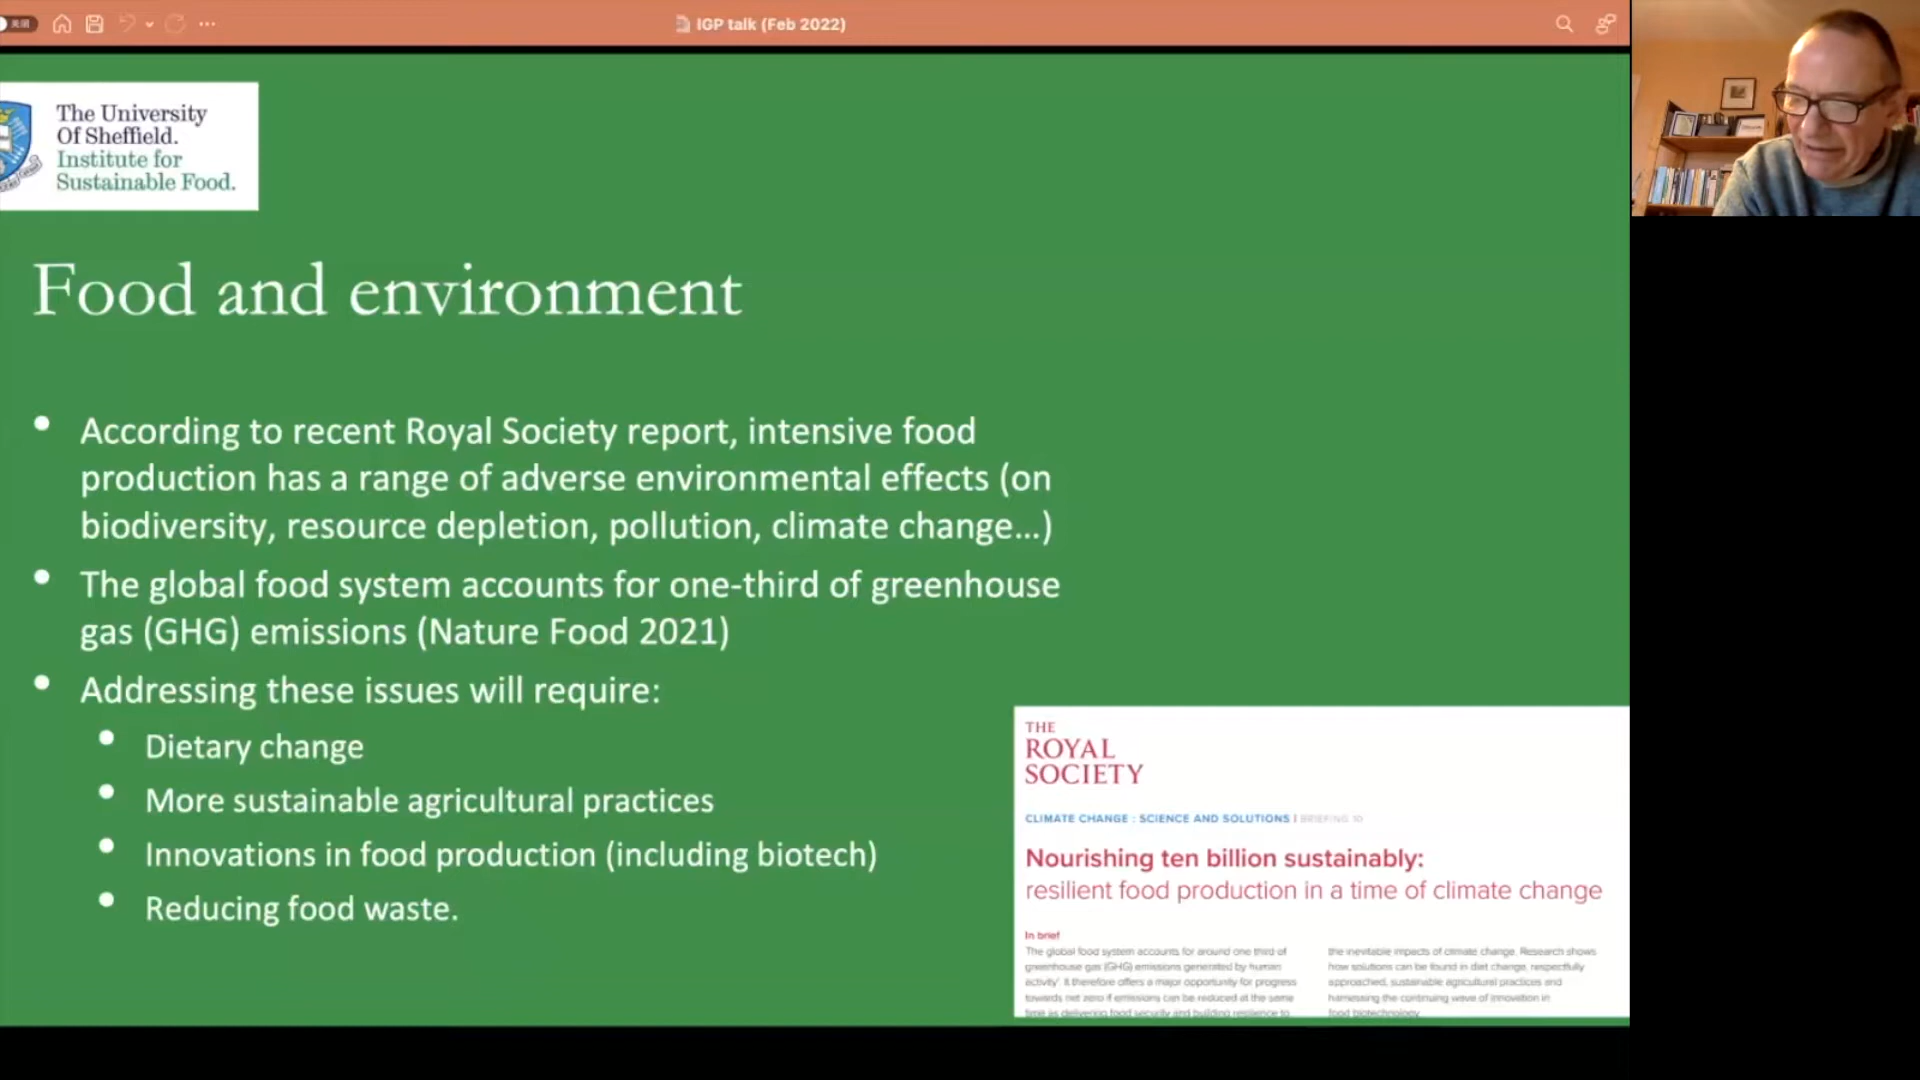 IGP talk (Feb 2022)
The University
Of Sheffield.
Institute for
Sustainable Food.
Food and environment
• According to recent Royal Society report, intensive food
production has a range of adverse environmental effects (on
biodiversity, resource depletion, pollution, climate change...)
• The global food system accounts for one-third of greenhouse
gas (GHG) emissions (Nature Food 2021)
• Addressing these issues will require:
• Dietary change
• More sustainable agricultural practices
• Innovations in food production (including biotech)
• Reducing food waste.
THE
ROYAL
SOCIETY
CLIMATE CHANGE : SCIENCE AND SOLUTIONS | BRIEFING 10
Nourishing ten billion sustainably:
resilient food production in a time of climate change
In brief
The global food system accounts for around one third of
greenhouse gas (GHG) emissions generated by human
activity¹. It therefore offers a major opportunity for progress
towards net zero if emissions can be reduced at the same
time as delivering food security and building resilience to
the inevitable impacts of climate change. Research shows
how solutions can be found in diet change, respectfully
approached, sustainable agricultural practices and
harnessing the continuing wave of innovation in
food biotechnology